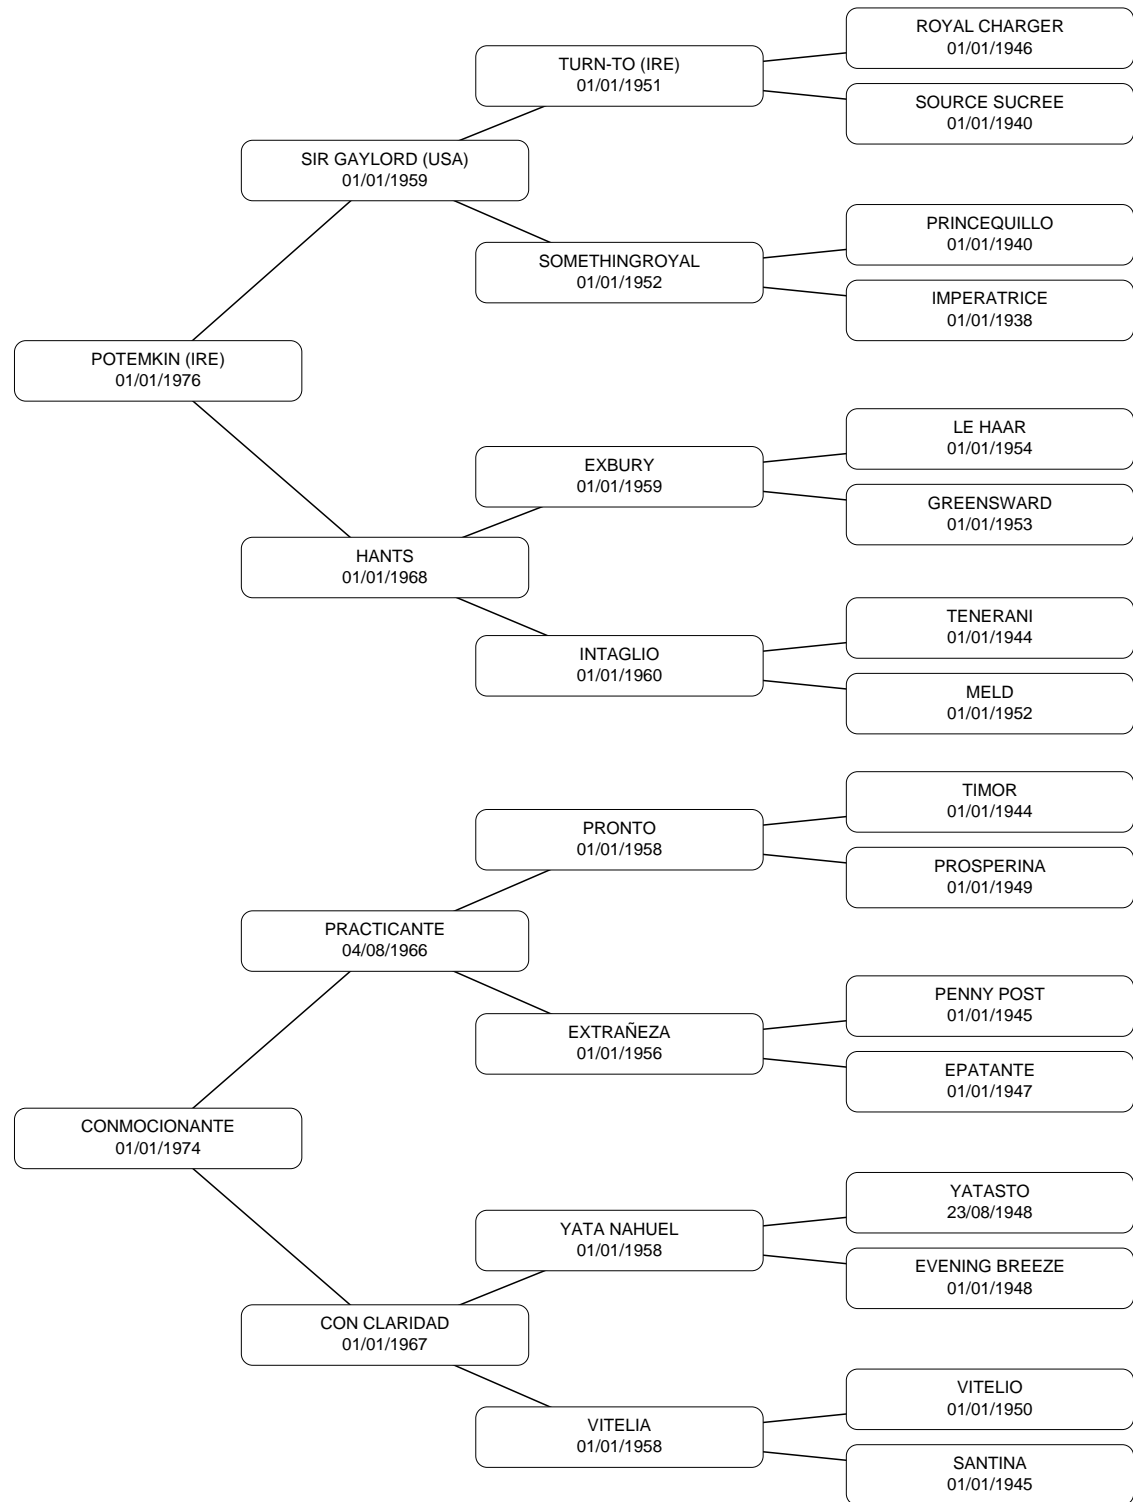 ROYAL CHARGER
01/01/1946
TURN-TO (IRE)
01/01/1951
SOURCE SUCREE
01/01/1940
SIR GAYLORD (USA)
01/01/1959
PRINCEQUILLO
01/01/1940
SOMETHINGROYAL
01/01/1952
IMPERATRICE
01/01/1938
POTEMKIN (IRE)
01/01/1976
LE HAAR
01/01/1954
EXBURY
01/01/1959
GREENSWARD
01/01/1953
HANTS
01/01/1968
TENERANI
01/01/1944
INTAGLIO
01/01/1960
MELD
01/01/1952
TIMOR
01/01/1944
PRONTO
01/01/1958
PROSPERINA
01/01/1949
PRACTICANTE
04/08/1966
PENNY POST
01/01/1945
EXTRAÑEZA
01/01/1956
EPATANTE
01/01/1947
CONMOCIONANTE
01/01/1974
YATASTO
23/08/1948
YATA NAHUEL
01/01/1958
EVENING BREEZE
01/01/1948
CON CLARIDAD
01/01/1967
VITELIO
01/01/1950
VITELIA
01/01/1958
SANTINA
01/01/1945